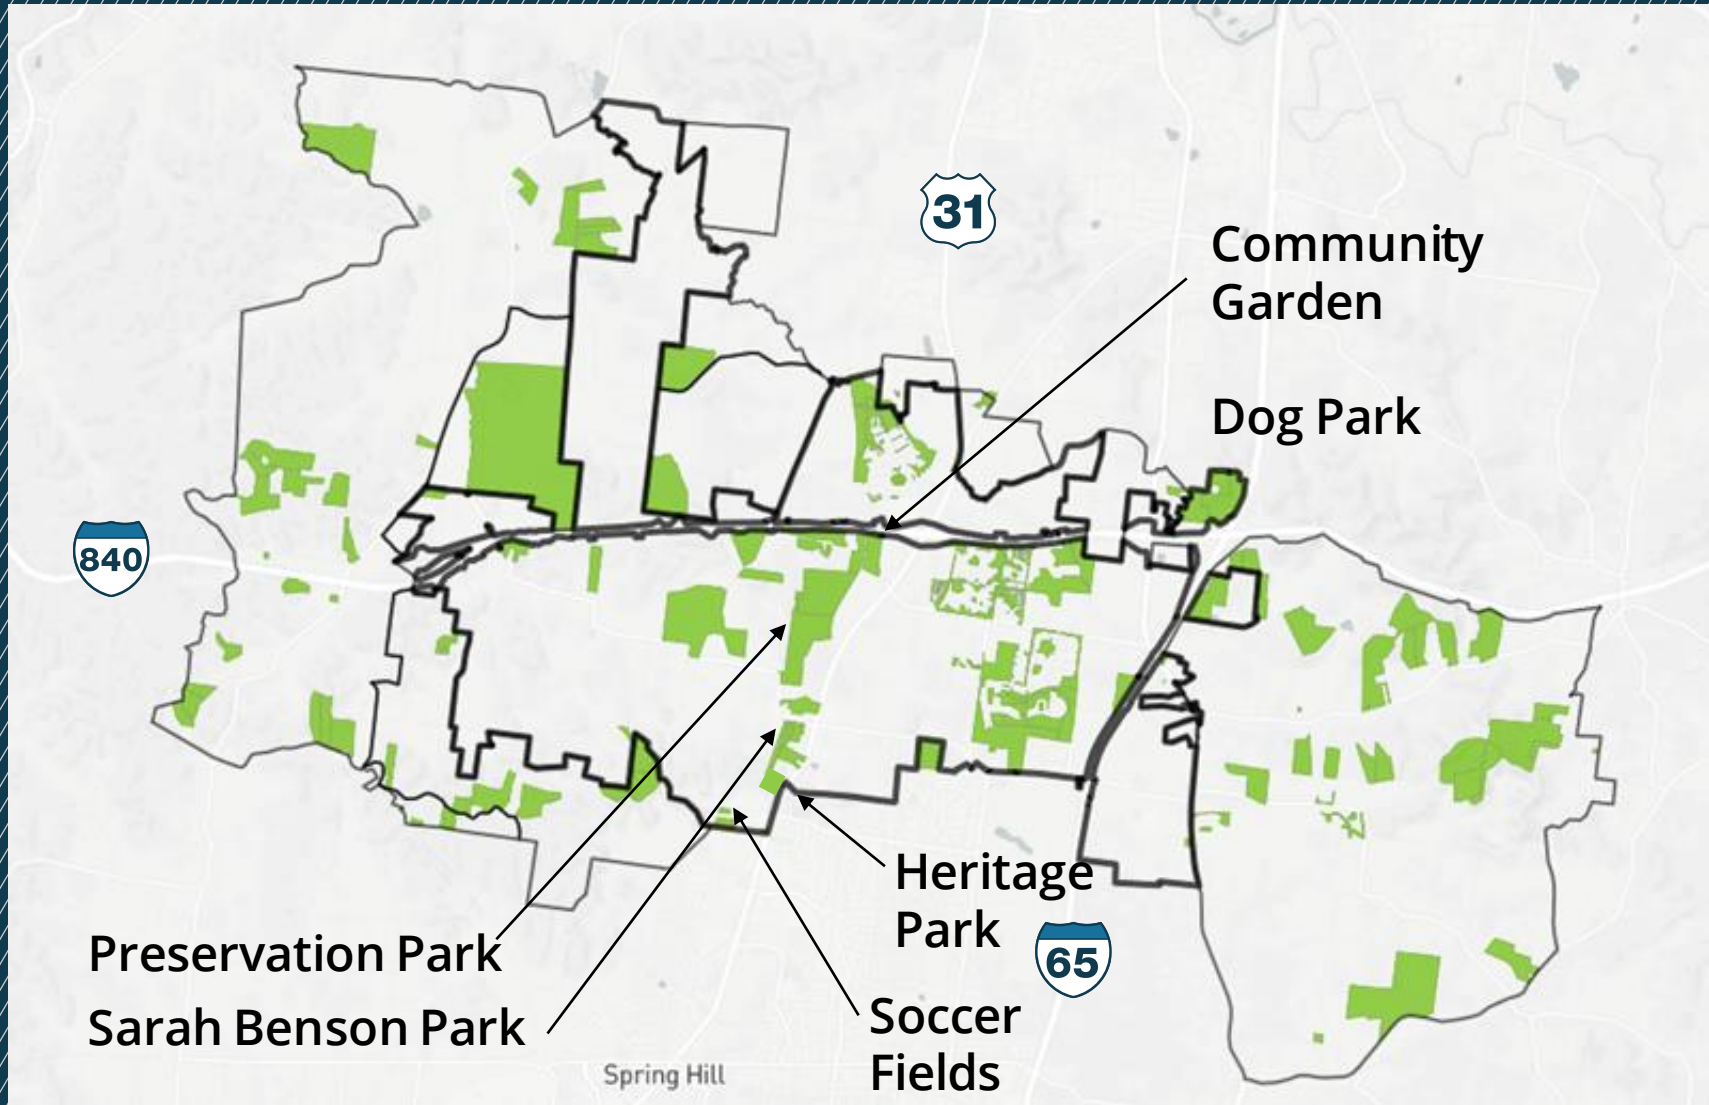 31
Community
Garden
Dog Park
840
Heritage
Park
65
Preservation Park
Sarah Benson Park
Soccer
Fields
Spring Hill